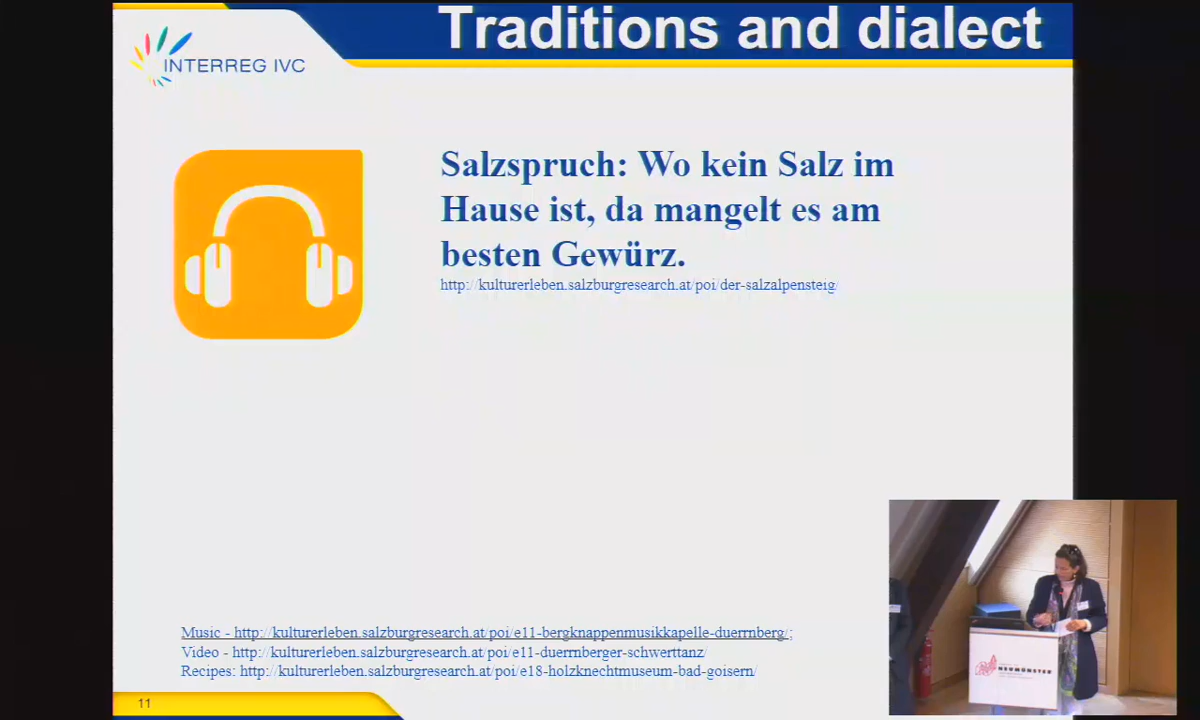 Traditions and dialect
INTERREG IVC
Salzspruch: Wo kein Salz im
Hause ist, da mangelt es am
besten Gewürz.
http://kulturerleben.salzburgresearch.at/poi/der-salzalpensteig/
Music - http://kulturerleben.salzburgresearch.at/poi/e11-bergknappenmusikkapelle-duerrnberg/;
Video - http://kulturerleben.salzburgresearch.at/poi/e11-duerrnberger-schwerttanz/
Recipes: http://kulturerleben.salzburgresearch.at/poi/e18-holzknechtmuseum-bad-goisern/
11
NEUMÜNSTER